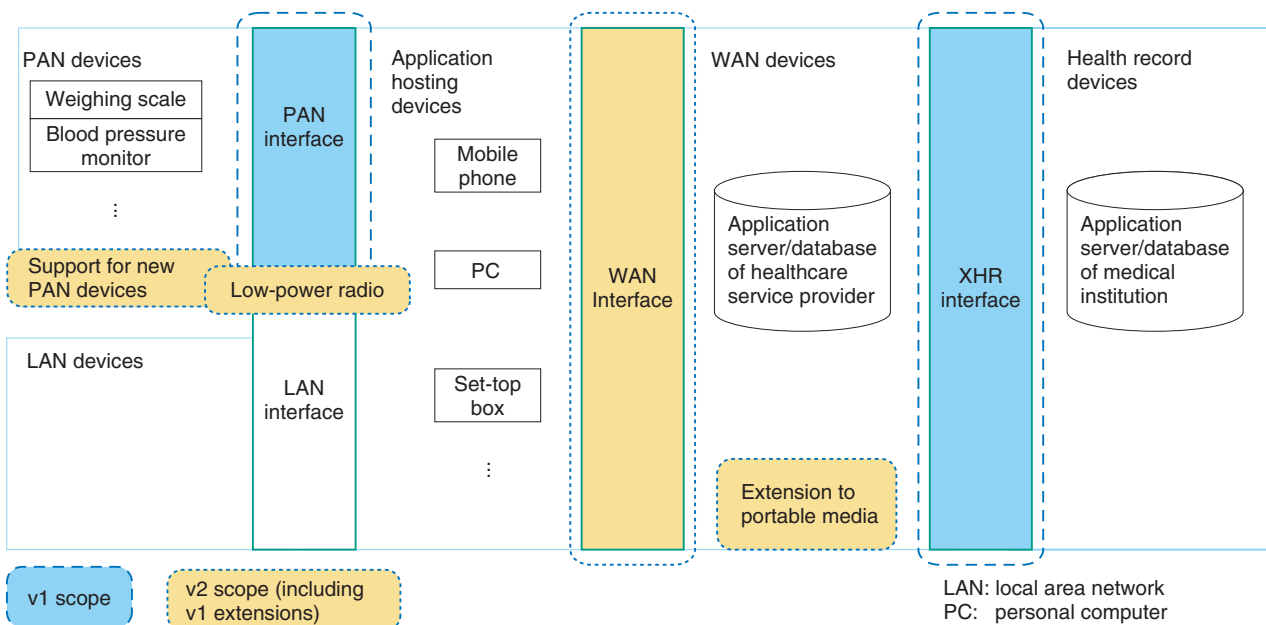 PAN devices
Weighing scale
Blood pressure
monitor
⋮
Support for new
PAN devices
LAN devices
PAN
interface
Low-power radio
LAN
interface
Application
hosting
devices
Mobile
phone
PC
Set-top
box
⋮
WAN
Interface
WAN devices
Application
server/database
of healthcare
service provider
Extension to
portable media
XHR
interface
Health record
devices
Application
server/database
of medical
institution
v1 scope
v2 scope (including
v1 extensions)
LAN: local area network
PC: personal computer